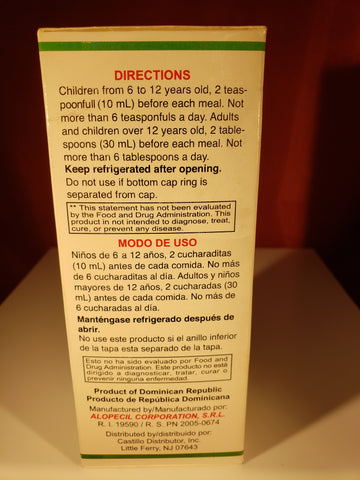 DIRECTIONS
Children from 6 to 12 years old, 2 teas-
poonfull (10 mL) before each meal. Not
more than 6 teasponfuls a day. Adults
and children over 12 years old, 2 table-
spoons (30 mL) before each meal. Not
more than 6 tablespoons a day.
Keep refrigerated after opening.
Do not use if bottom cap ring is
separated from cap.
** This statement has not been evaluated
by the Food and Drug Administration. This
product in not intended to diagnose, treat,
cure, or prevent any disease.
MODO DE USO
Niños de 6 a 12 años, 2 cucharaditas
(10 mL) antes de cada comida. No más
de 6 cucharaditas al día. Adultos y niños
mayores de 12 años, 2 cucharadas (30
mL) antes de cada comida. No más de
6 cucharadas al día.
Manténgase refrigerado después de
abrir.
No use este producto si el anillo inferior
de la tapa esta separado de la tapa.
Esto no ha sido evaluado por Food and
Drug Administration. Este producto no está
dirigido a diagnosticar, tratar, curar o
prevenir ninguna enfermedad.
Product of Dominican Republic
Producto de República Dominicana
Manufactured by/Manufacturado por:
ALOPECIL CORPORATION, S.R.L.
R. I. 19590 / R. S. PN 2005-0674
Distributed by/distribuido por:
Castillo Distributor, Inc.
Little Ferry, NJ 07643